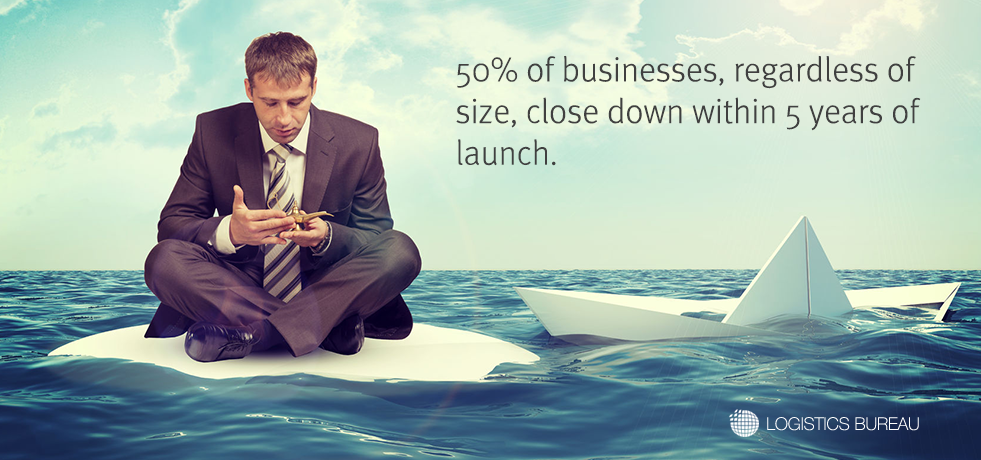 50% of businesses, regardless of
size, close down within 5 years of
launch.
LOGISTICS BUREAU